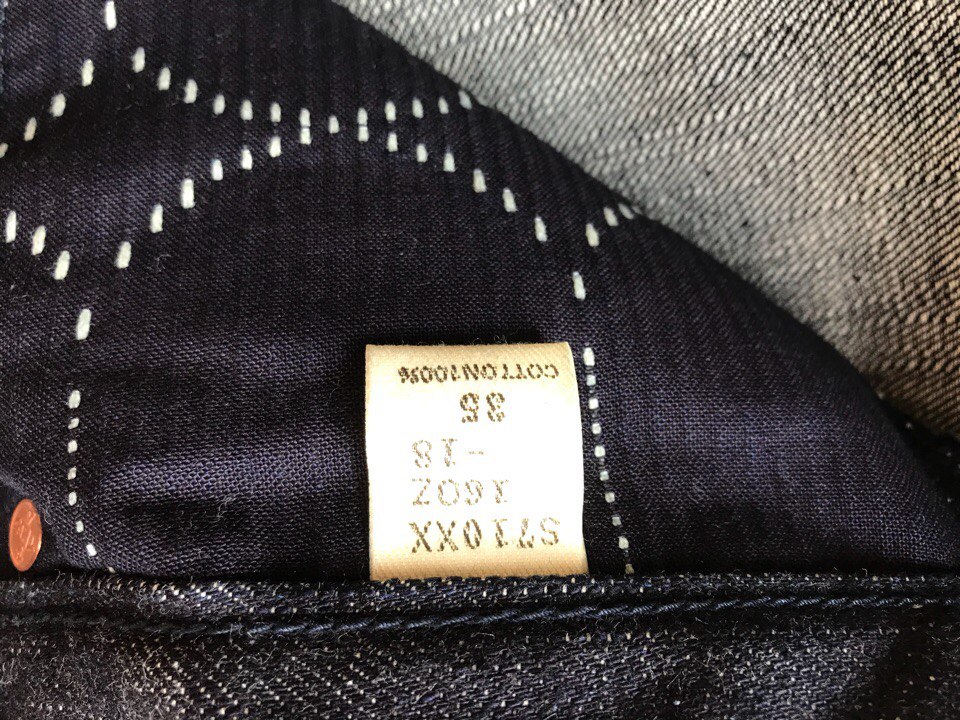 S710XX
16OZ
-18
35
COTTON100%